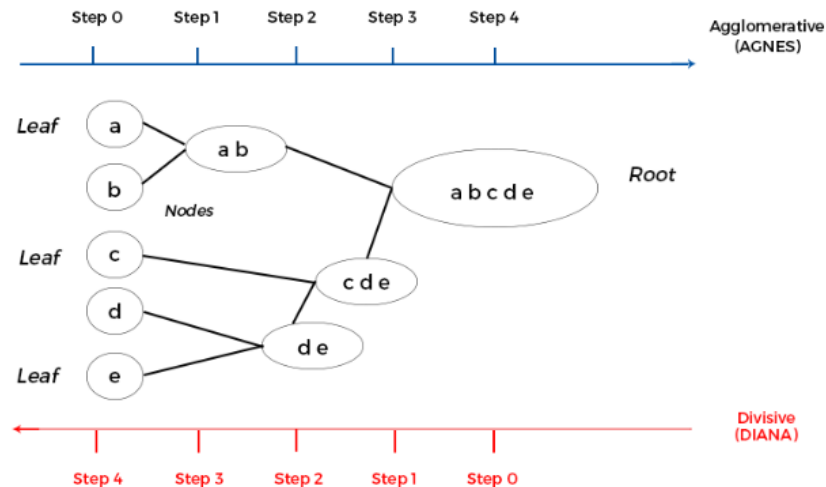 Step 0 Step 1 Step 2 Step 3 Step 4
Agglomerative
(AGNES)
Leaf a
a b
b
a b c d e
Root
Nodes
Leaf c
c d e
d
d e
Leaf e
Divisive
(DIANA)
Step 4 Step 3 Step 2 Step 1 Step 0